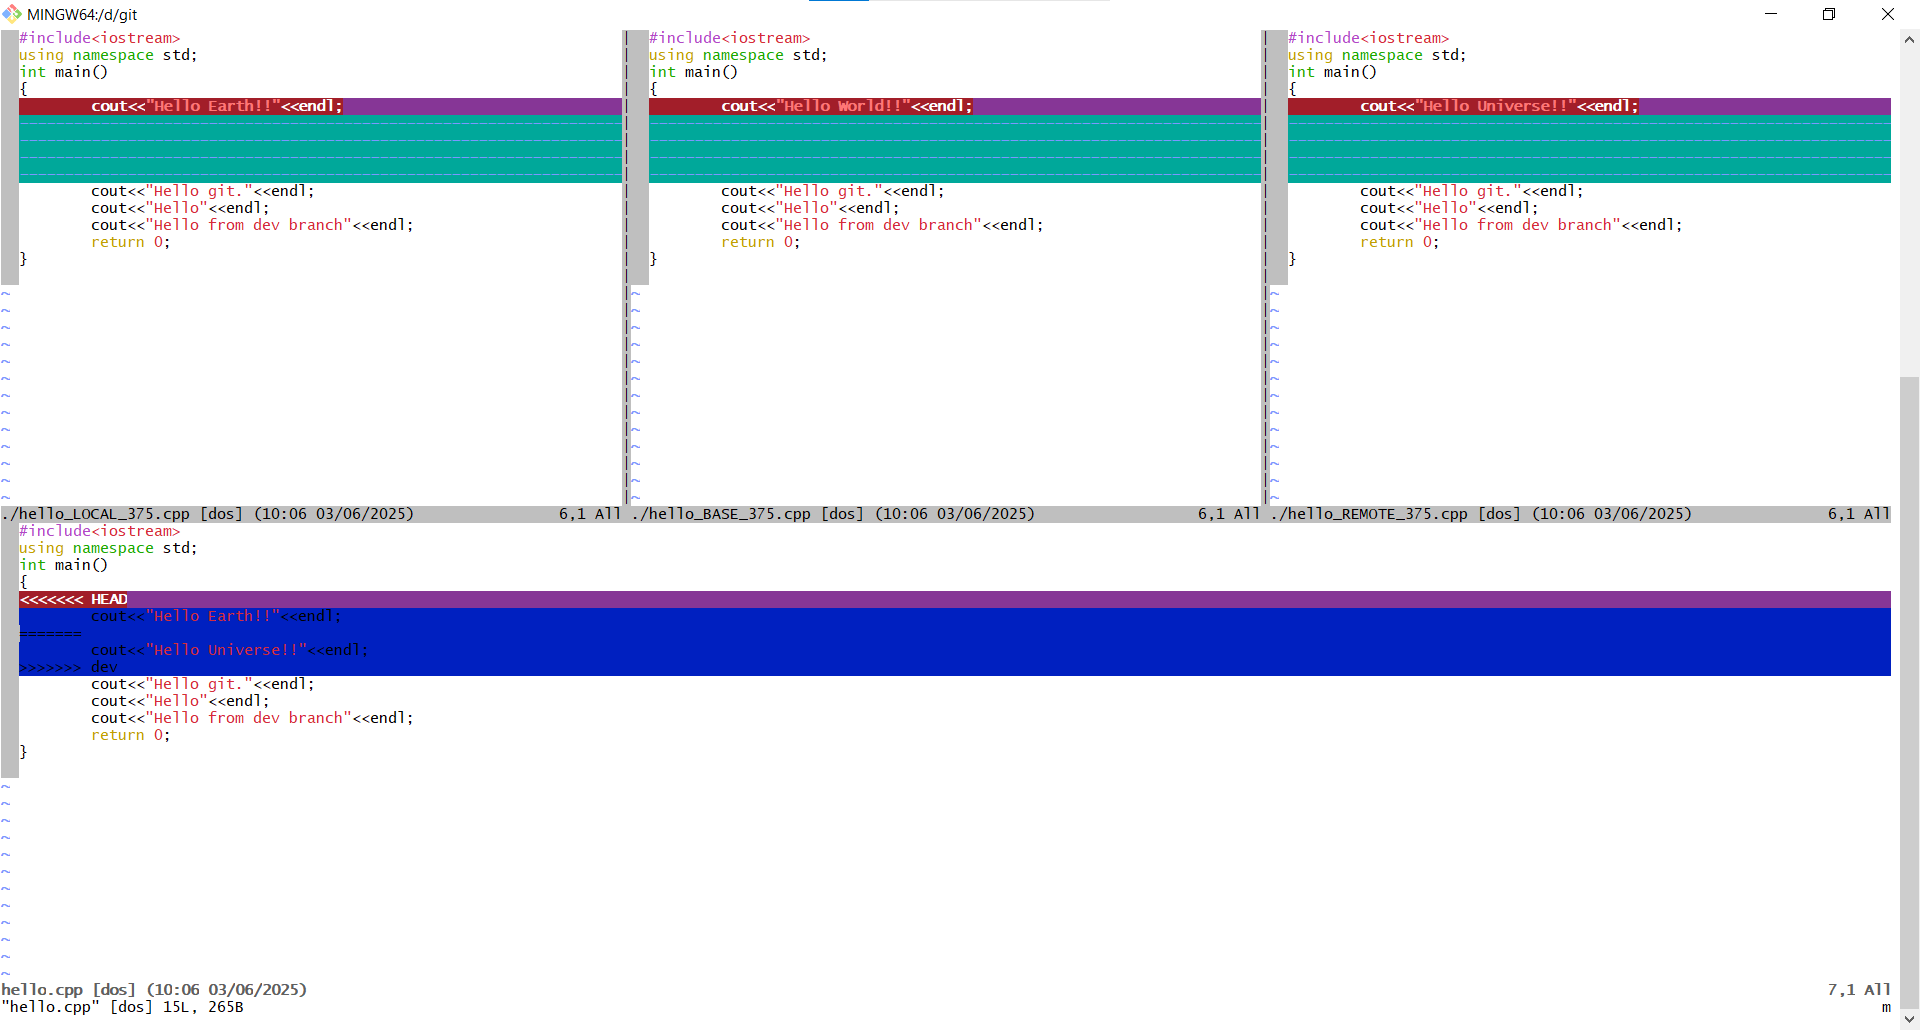 MINGW64:/d/git
#include<iostream>
using namespace std;
int main()
{
        cout<<"Hello Earth!!"<<endl;
        cout<<"Hello git."<<endl;
        cout<<"Hello"<<endl;
        cout<<"Hello from dev branch"<<endl;
        return 0;
}
./hello_LOCAL_375.cpp [dos] (10:06 03/06/2025) 6,1 All
#include<iostream>
using namespace std;
int main()
{
        cout<<"Hello World!!"<<endl;
        cout<<"Hello git."<<endl;
        cout<<"Hello"<<endl;
        cout<<"Hello from dev branch"<<endl;
        return 0;
}
./hello_BASE_375.cpp [dos] (10:06 03/06/2025) 6,1 All
#include<iostream>
using namespace std;
int main()
{
        cout<<"Hello Universe!!"<<endl;
        cout<<"Hello git."<<endl;
        cout<<"Hello"<<endl;
        cout<<"Hello from dev branch"<<endl;
        return 0;
}
./hello_REMOTE_375.cpp [dos] (10:06 03/06/2025) 6,1 All
#include<iostream>
using namespace std;
int main()
{
<<<<<<< HEAD
        cout<<"Hello Earth!!"<<endl;
=======
        cout<<"Hello Universe!!"<<endl;
>>>>>>> dev
        cout<<"Hello git."<<endl;
        cout<<"Hello"<<endl;
        cout<<"Hello from dev branch"<<endl;
        return 0;
}
hello.cpp [dos] (10:06 03/06/2025) 7,1 All
"hello.cpp" [dos] 15L, 265B m